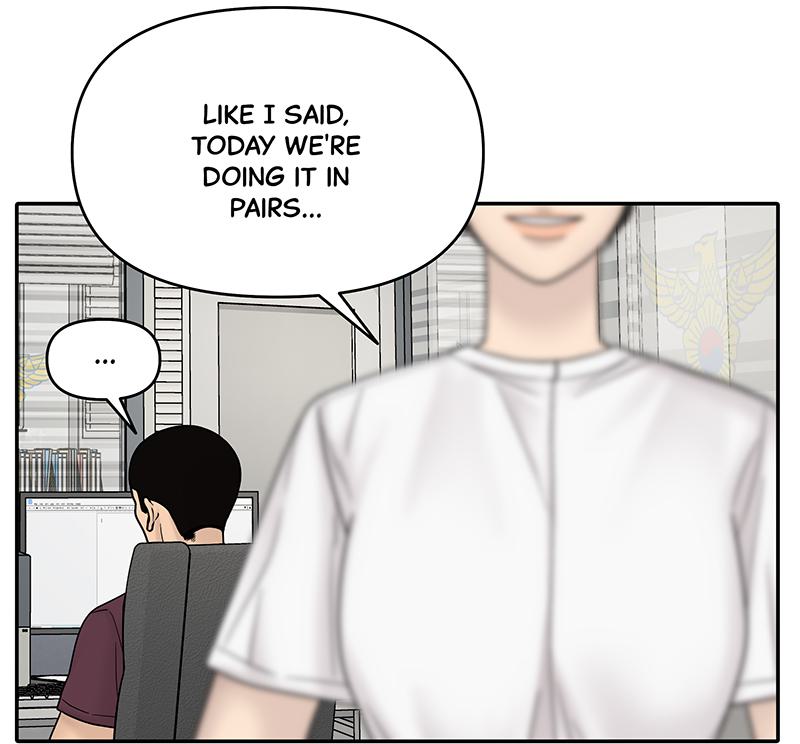 LIKE I SAID,
TODAY WE'RE
DOING IT IN
PAIRS...
...